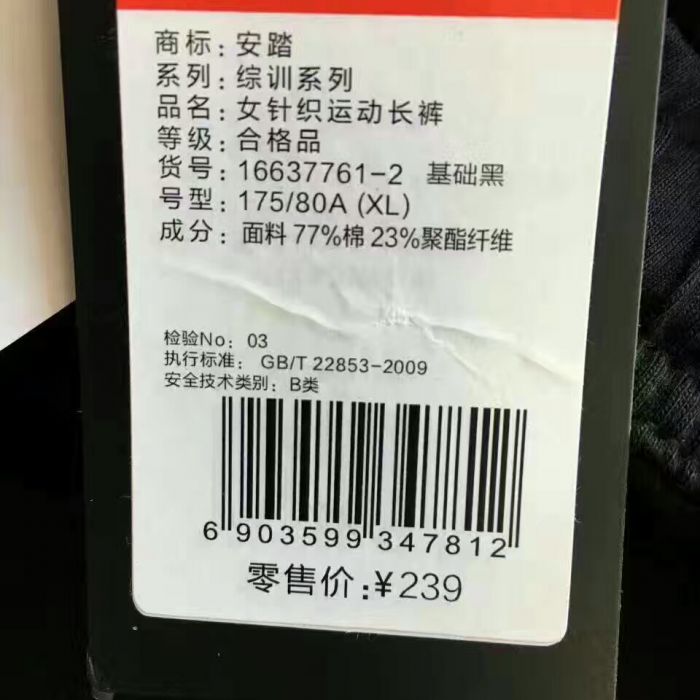 商标: 安踏
系列: 综训系列
品名: 女针织运动长裤
等级: 合格品
货号: 16637761-2 基础黑
号型: 175/80A (XL)
成分: 面料 77%棉 23%聚酯纤维
检验No: 03
执行标准: GB/T 22853-2009
安全技术类别: B类
6 903599 347812
零售价:¥239